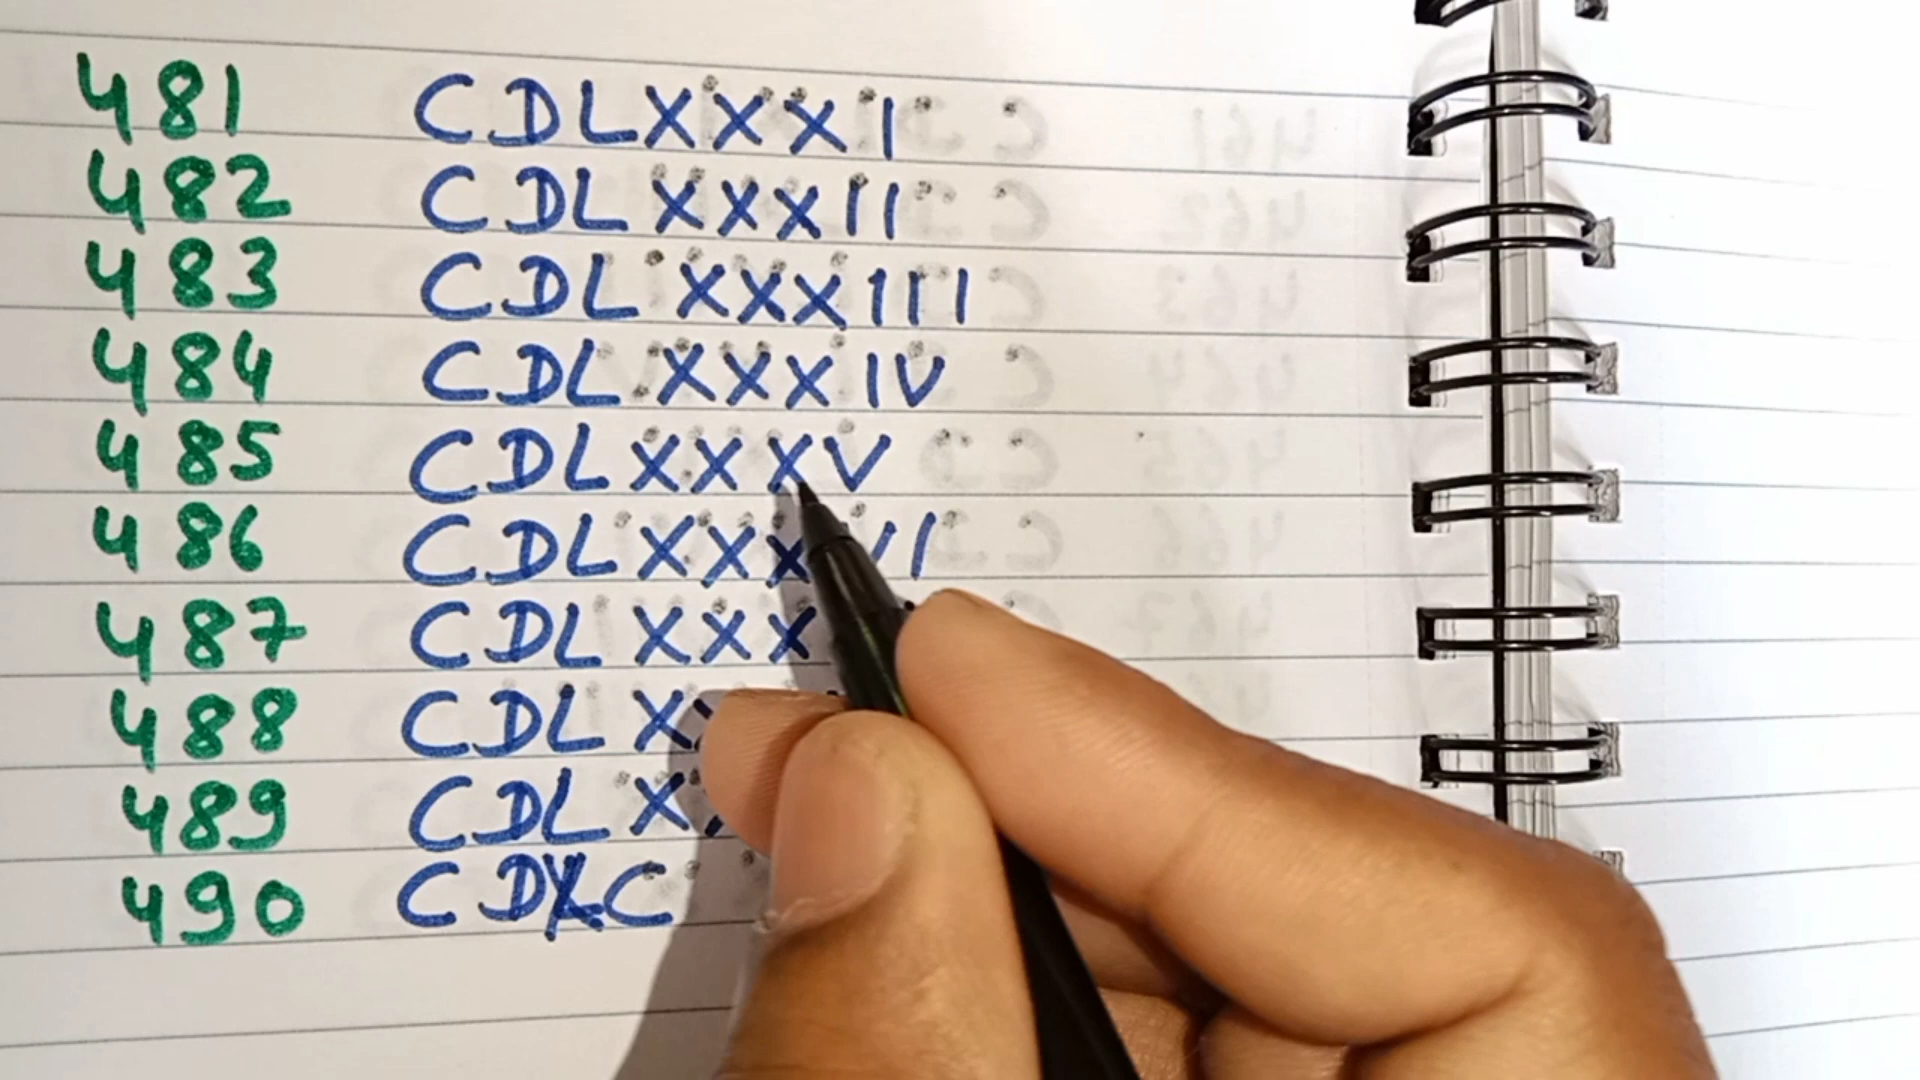 481 CDLXXXI
482 CDLXXXII
483 CDLXXXIII
484 CDLXXXIV
485 CDLXXXV
486 CDLXXXVI
487 CDLXXX
488 CDLX
489 CDLX
490 CDXC